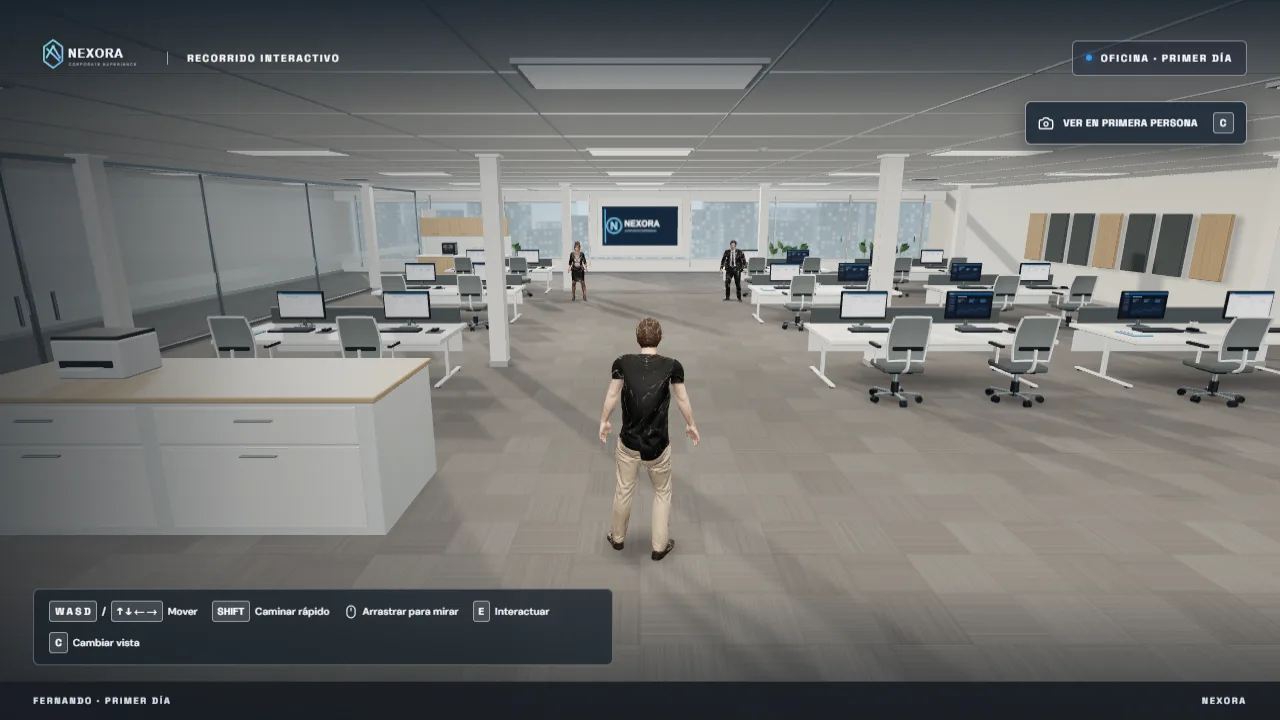 NEXORA
CORPORATE EXPERIENCE
RECORRIDO INTERACTIVO
OFICINA · PRIMER DÍA
VER EN PRIMERA PERSONA C
N NEXORA
W A S D / ↑↓←→ Mover SHIFT Caminar rápido Arrastrar para mirar E Interactuar
C Cambiar vista
FERNANDO · PRIMER DÍA
NEXORA